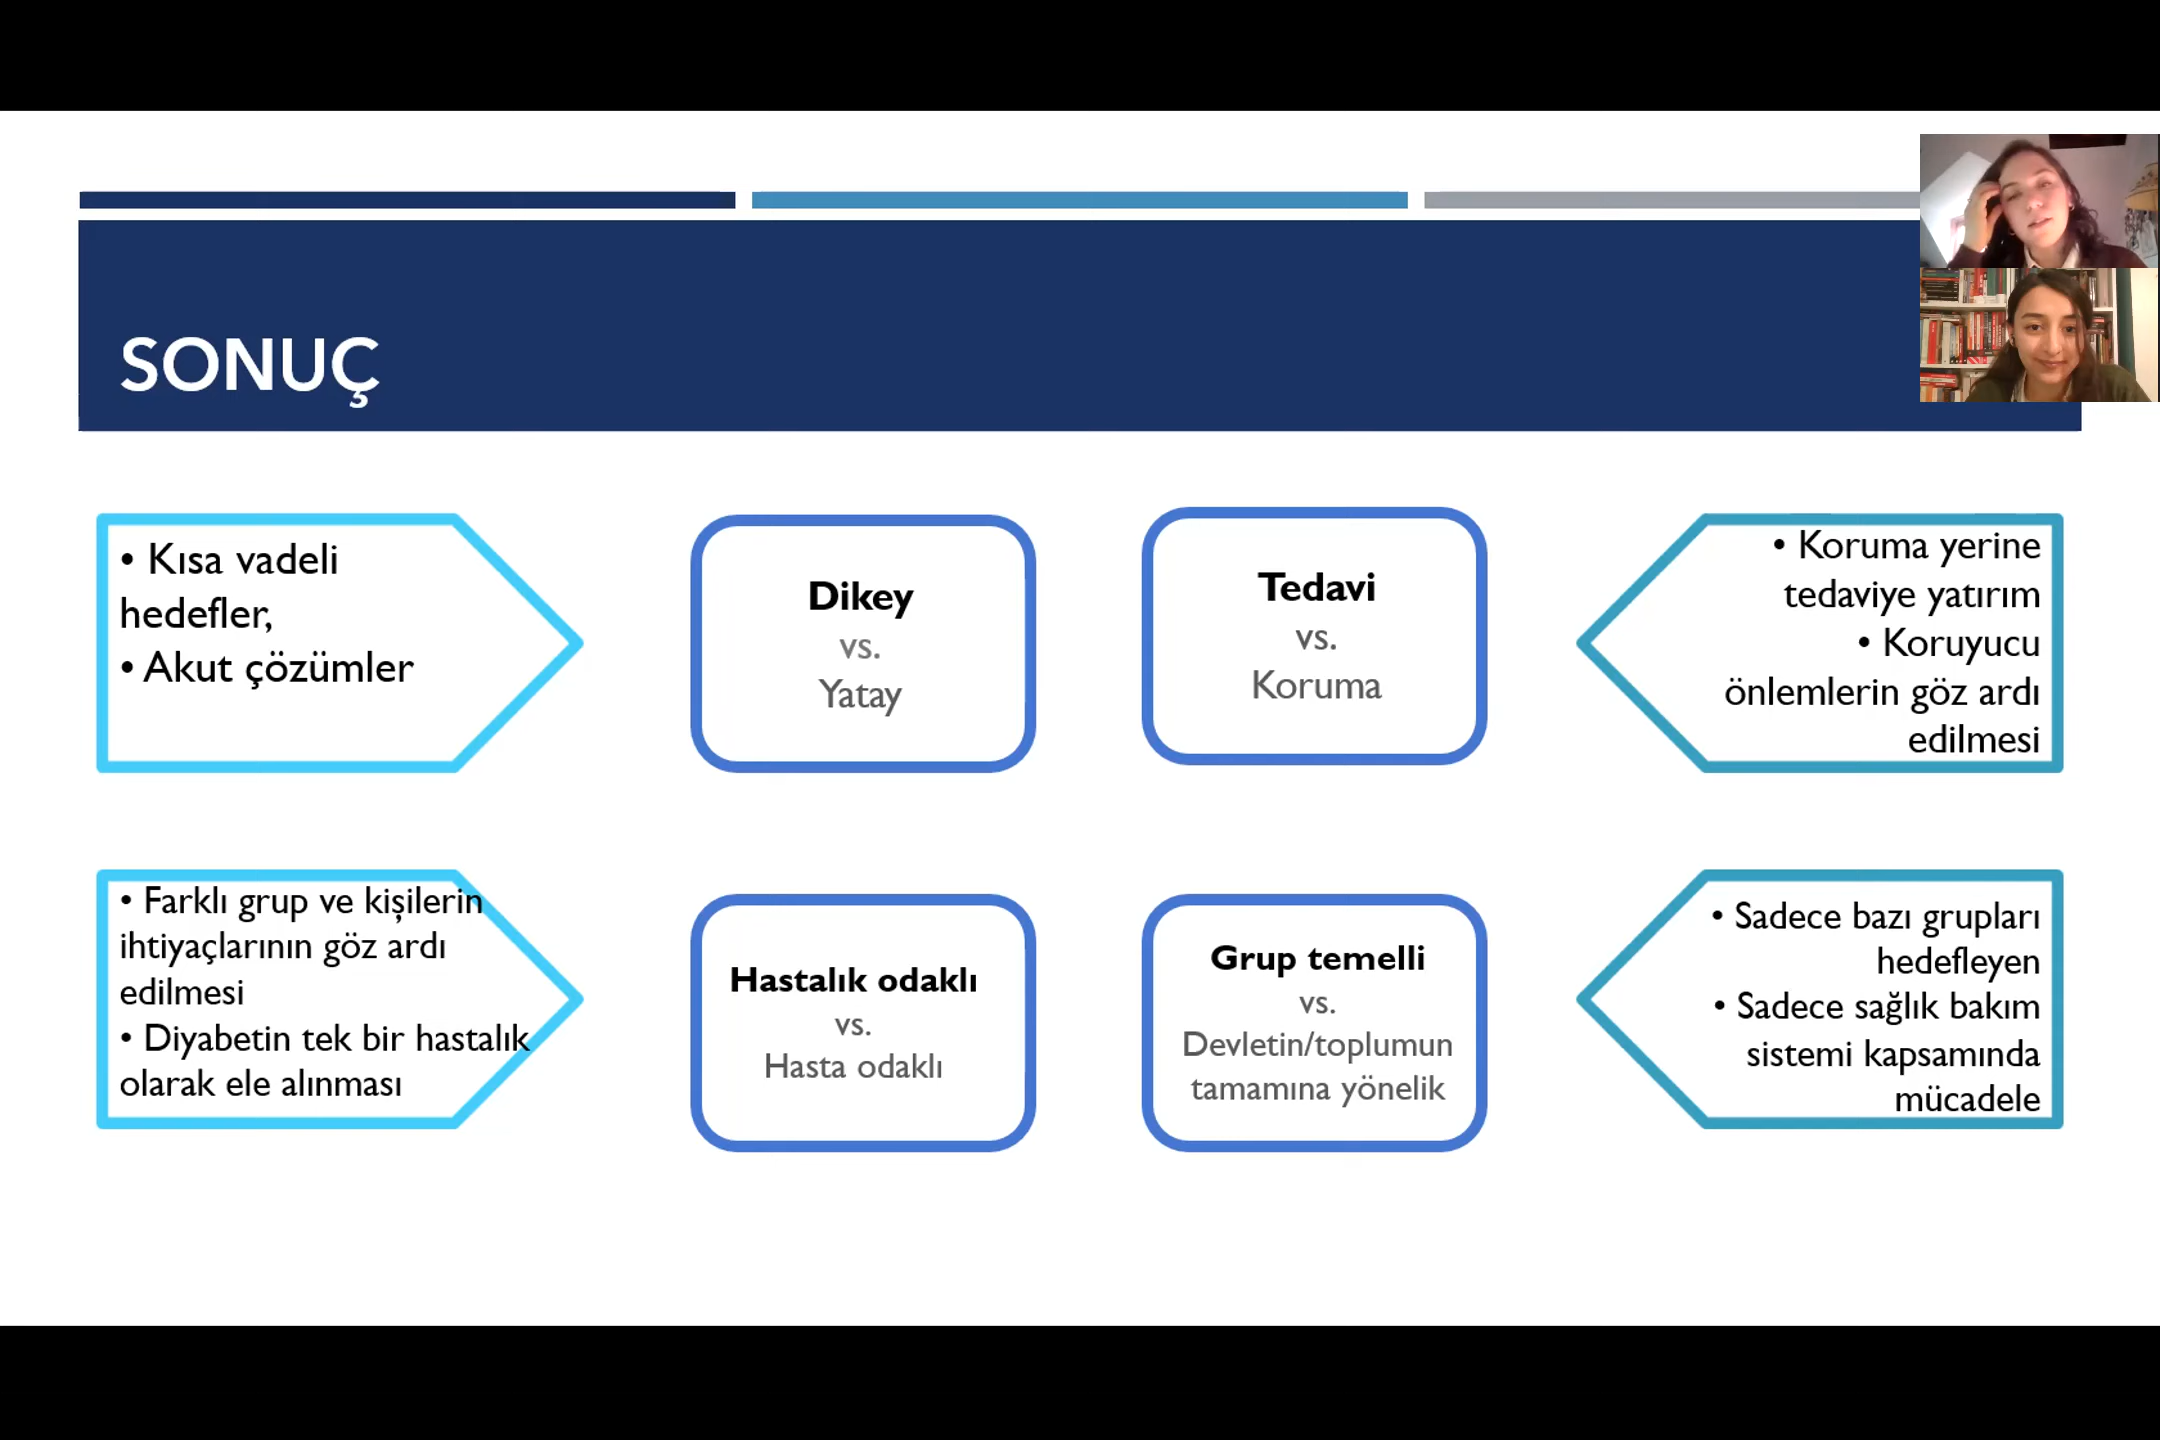 SONUÇ
• Kısa vadeli
hedefler,
• Akut çözümler
Dikey
vs.
Yatay
Tedavi
vs.
Koruma
• Koruma yerine
tedaviye yatırım
• Koruyucu
önlemlerin göz ardı
edilmesi
• Farklı grup ve kişilerin
ihtiyaçlarının göz ardı
edilmesi
• Diyabetin tek bir hastalık
olarak ele alınması
Hastalık odaklı
vs.
Hasta odaklı
Grup temelli
vs.
Devletin/toplumun
tamamına yönelik
• Sadece bazı grupları
hedefleyen
• Sadece sağlık bakım
sistemi kapsamında
mücadele